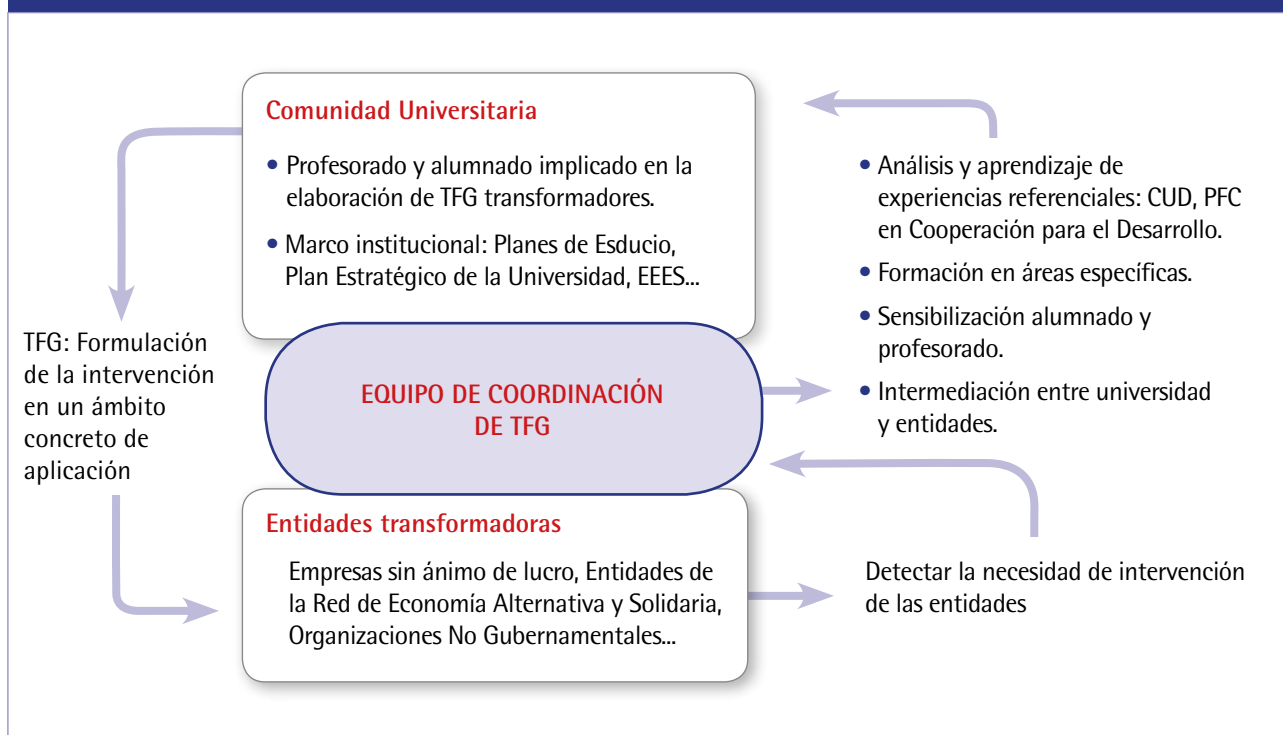 Comunidad Universitaria
• Profesorado y alumnado implicado en la
elaboración de TFG transformadores.
• Marco institucional: Planes de Esducio,
Plan Estratégico de la Universidad, EEES...
• Análisis y aprendizaje de
experiencias referenciales: CUD, PFC
en Cooperación para el Desarrollo.
• Formación en áreas específicas.
• Sensibilización alumnado y
profesorado.
• Intermediación entre universidad
y entidades.
TFG: Formulación
de la intervención
en un ámbito
concreto de
aplicación
EQUIPO DE COORDINACIÓN
DE TFG
Entidades transformadoras
Empresas sin ánimo de lucro, Entidades de
la Red de Economía Alternativa y Solidaria,
Organizaciones No Gubernamentales...
Detectar la necesidad de intervención
de las entidades